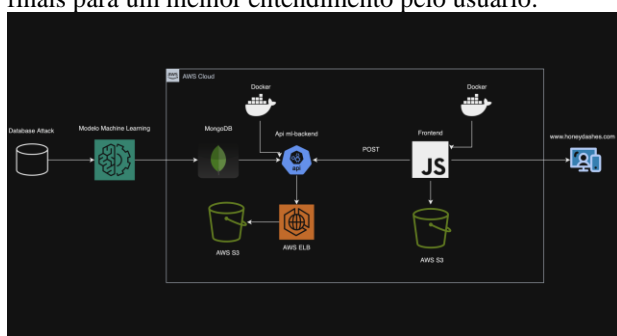 finais para um melhor entendimento pelo usuário.
aws AWS Cloud
Docker
Docker
Database Attack
Modelo Machine Learning
MongoDB
Api ml-backend
Frontend
www.honeydashes.com
POST
api
JS
AWS S3
AWS ELB
AWS S3